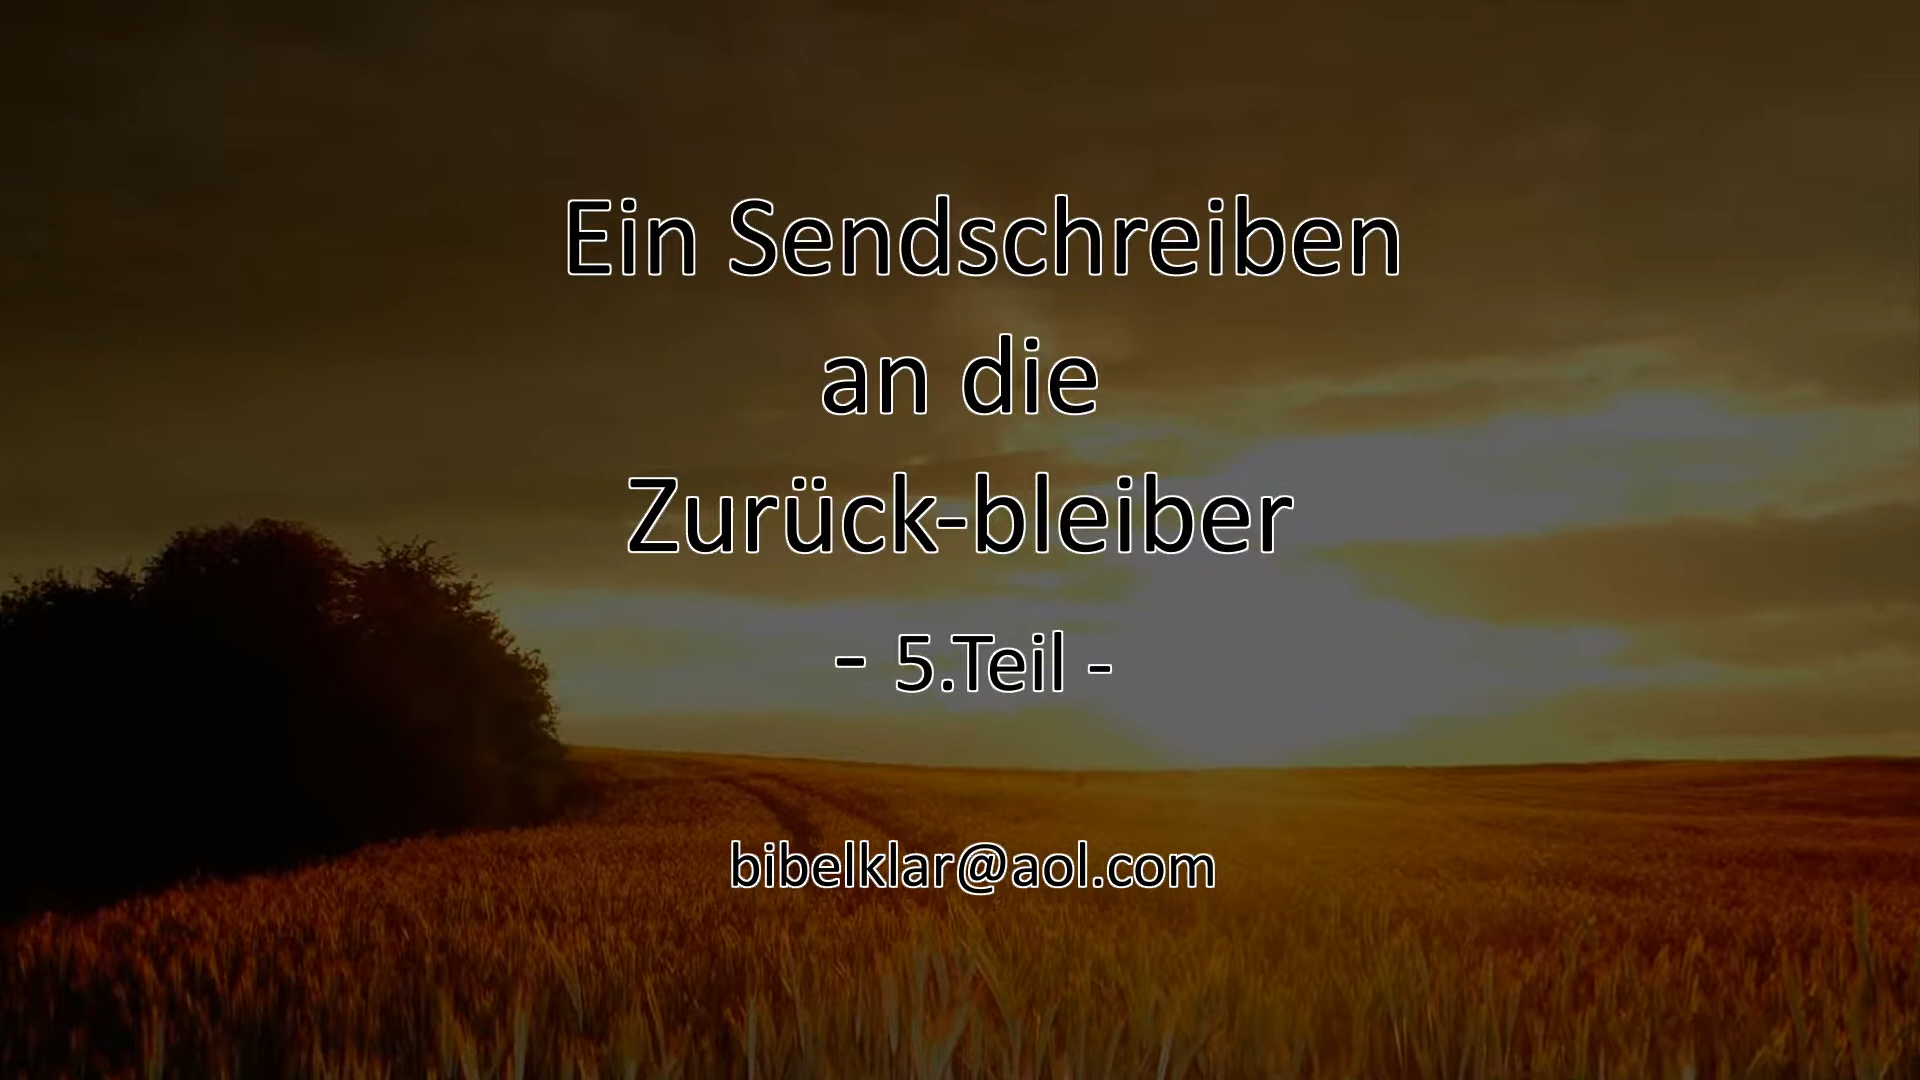 Ein Sendschreiben
an die
Zurück-bleiber
- 5.Teil -
bibelklar@aol.com